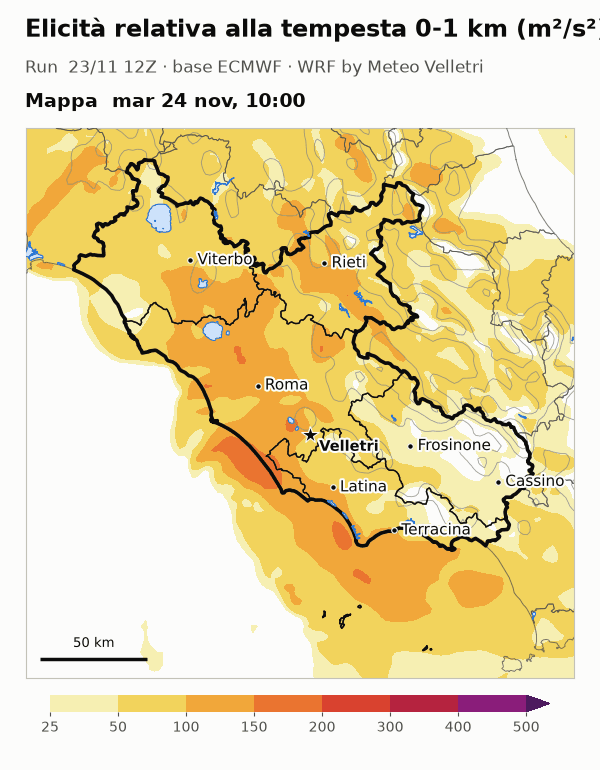 Elicità relativa alla tempesta 0-1 km (m²/s²)
Run  23/11 12Z · base ECMWF · WRF by Meteo Velletri
Mappa  mar 24 nov, 10:00
Viterbo
Rieti
Roma
Velletri
Frosinone
Cassino
Latina
Terracina
50 km
25 50 100 150 200 300 400 500